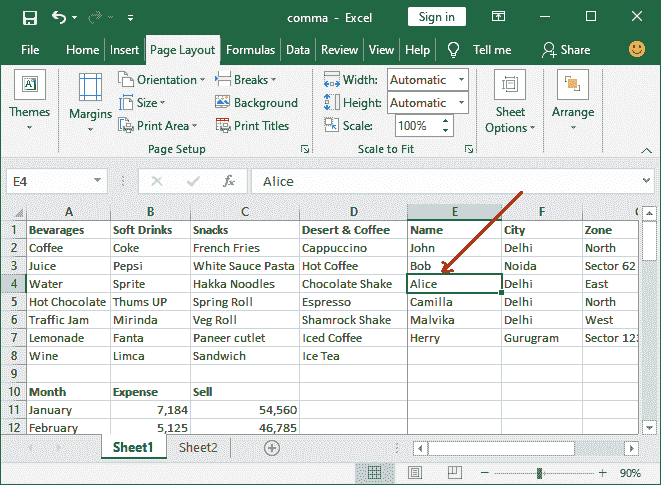 comma - Excel Sign in
File Home Insert Page Layout Formulas Data Review View Help Tell me Share
Themes Margins Orientation Breaks Width: Automatic Sheet Options Arrange
Size Background Height: Automatic
Print Area Print Titles Scale: 100%
Page Setup Scale to Fit
E4 fx Alice
A B C D E F
1 Bevarages Soft Drinks Snacks Desert & Coffee Name City Zone
2 Coffee Coke French Fries Cappuccino John Delhi North
3 Juice Pepsi White Sauce Pasta Hot Coffee Bob Noida Sector 62
4 Water Sprite Hakka Noodles Chocolate Shake Alice Delhi East
5 Hot Chocolate Thums UP Spring Roll Espresso Camilla Delhi North
6 Traffic Jam Mirinda Veg Roll Shamrock Shake Malvika Delhi West
7 Lemonade Fanta Paneer cutlet Iced Coffee Herry Gurugram Sector
8 Wine Limca Sandwich Ice Tea
9
10 Month Expense Sell
11 January 7,184 54,560
12 February 5,125 46,785
Sheet1 Sheet2
90%